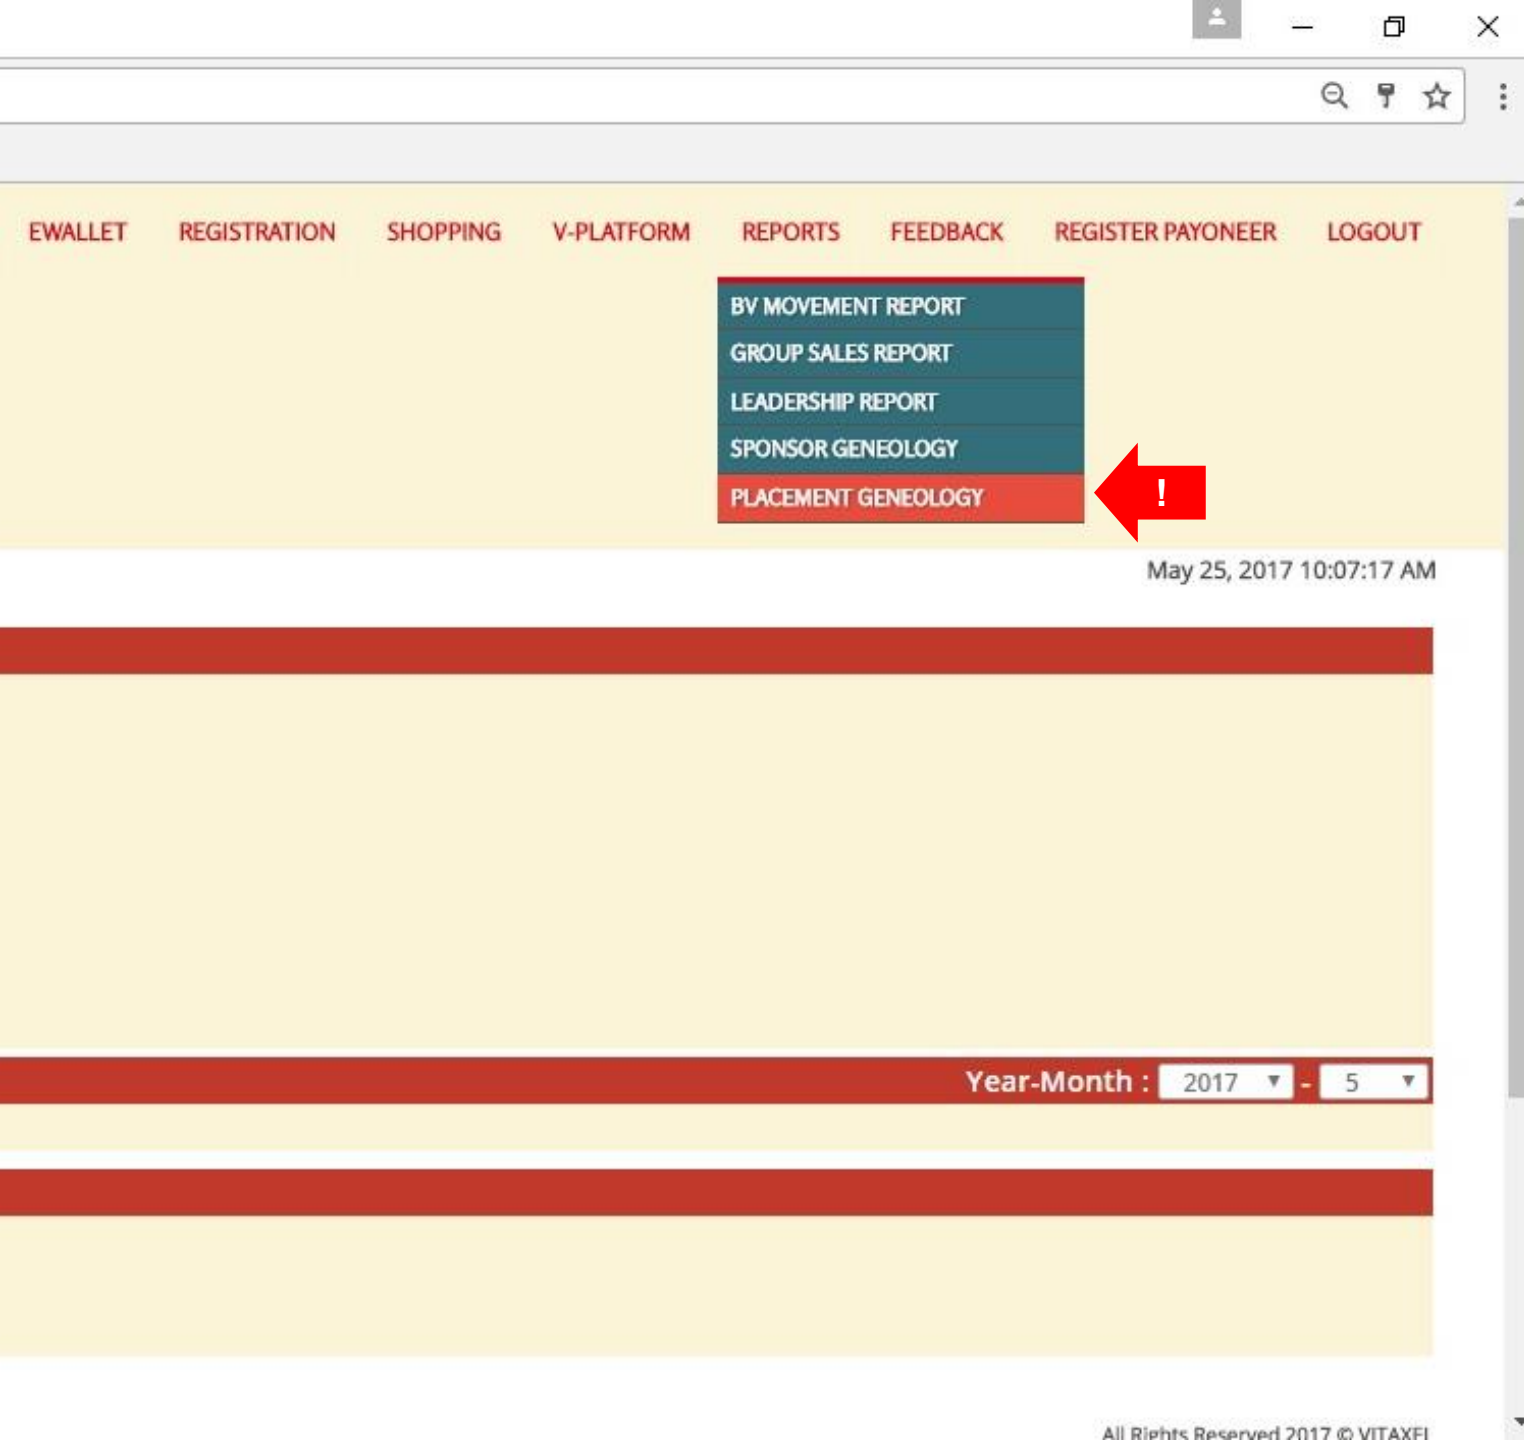 EWALLET REGISTRATION SHOPPING V-PLATFORM REPORTS FEEDBACK REGISTER PAYONEER LOGOUT
BV MOVEMENT REPORT
GROUP SALES REPORT
LEADERSHIP REPORT
SPONSOR GENEOLOGY
PLACEMENT GENEOLOGY
!
May 25, 2017 10:07:17 AM
Year-Month : 2017 - 5
All Rights Reserved 2017 © VITAXEL